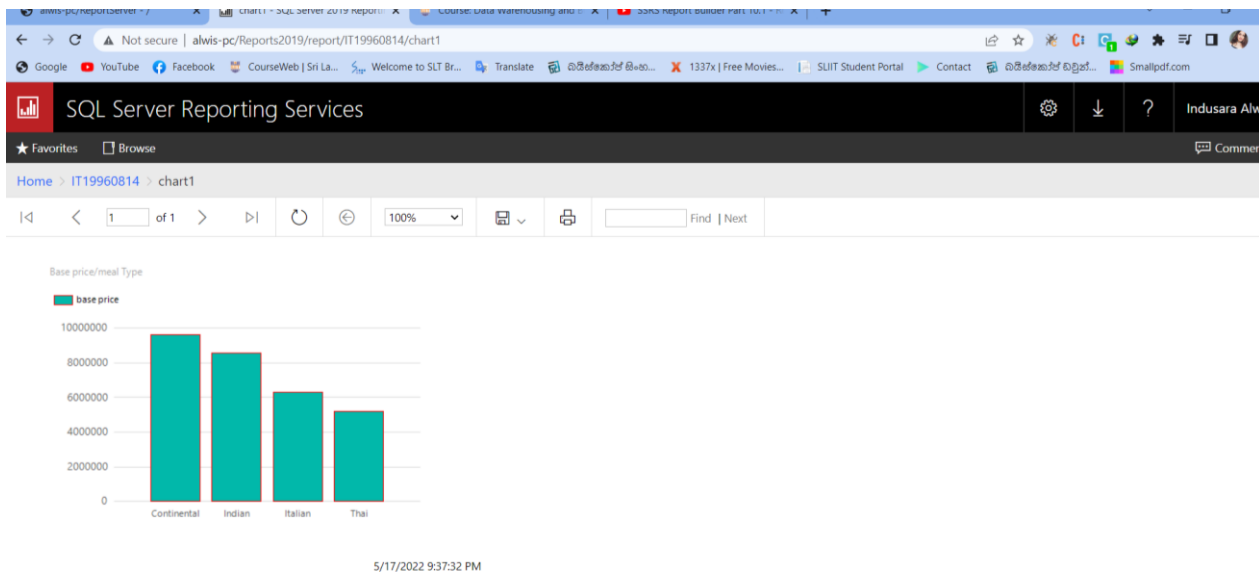 alwis-pc/ReportServer - /
chart1 - SQL Server 2019 Report
Course: Data Warehousing and
SSRS Report Builder Part 10.1 -
Not secure | alwis-pc/Reports2019/report/IT19960814/chart1
Google YouTube Facebook CourseWeb | Sri La... Welcome to SLT Br... Translate 1337x | Free Movies... SLIIT Student Portal Contact Smallpdf.com
SQL Server Reporting Services
? Indusara Alw
Favorites Browse
Commen
Home > IT19960814 > chart1
1 of 1 100% Find | Next
Base price/meal Type
base price
10000000
8000000
6000000
4000000
2000000
0
Continental Indian Italian Thai
5/17/2022 9:37:32 PM